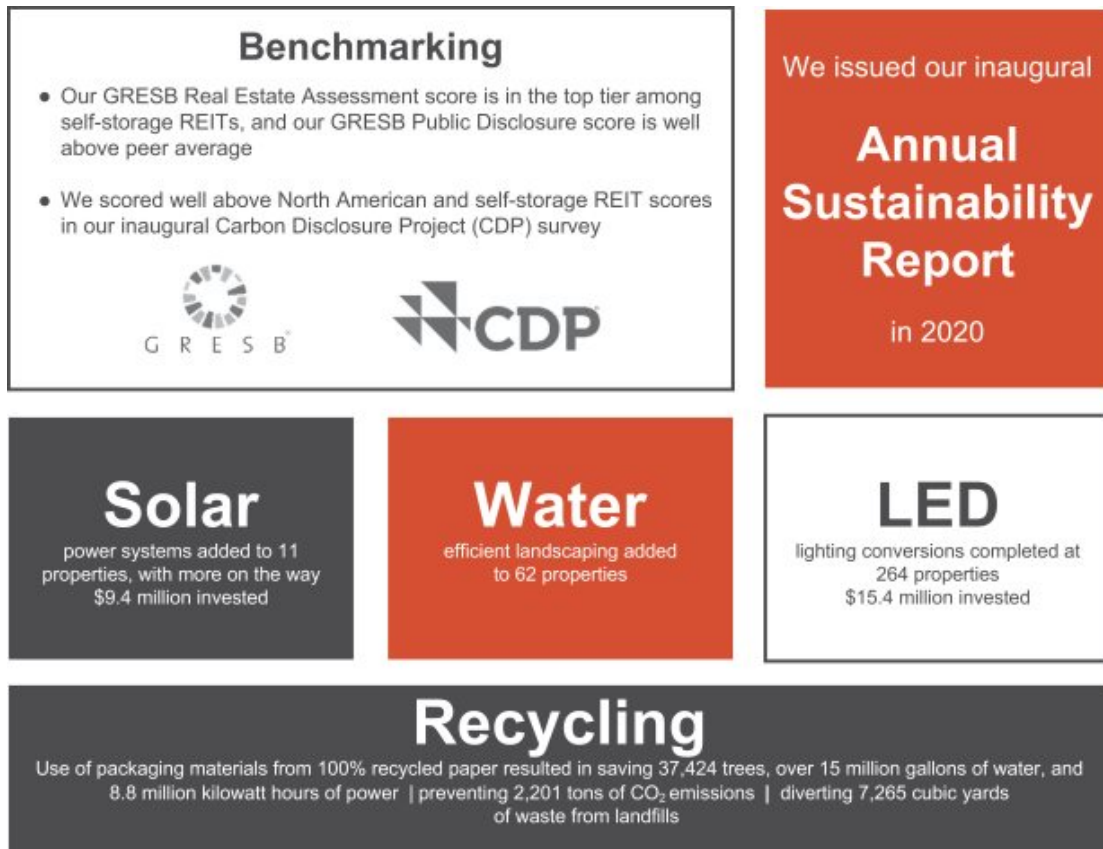 Benchmarking
● Our GRESB Real Estate Assessment score is in the top tier among
self-storage REITs, and our GRESB Public Disclosure score is well
above peer average
● We scored well above North American and self-storage REIT scores
in our inaugural Carbon Disclosure Project (CDP) survey
G R E S B
CDP
We issued our inaugural
Annual
Sustainability
Report
in 2020
Solar
power systems added to 11
properties, with more on the way
$9.4 million invested
Water
efficient landscaping added
to 62 properties
LED
lighting conversions completed at
264 properties
$15.4 million invested
Recycling
Use of packaging materials from 100% recycled paper resulted in saving 37,424 trees, over 15 million gallons of water, and
8.8 million kilowatt hours of power | preventing 2,201 tons of CO₂ emissions | diverting 7,265 cubic yards
of waste from landfills